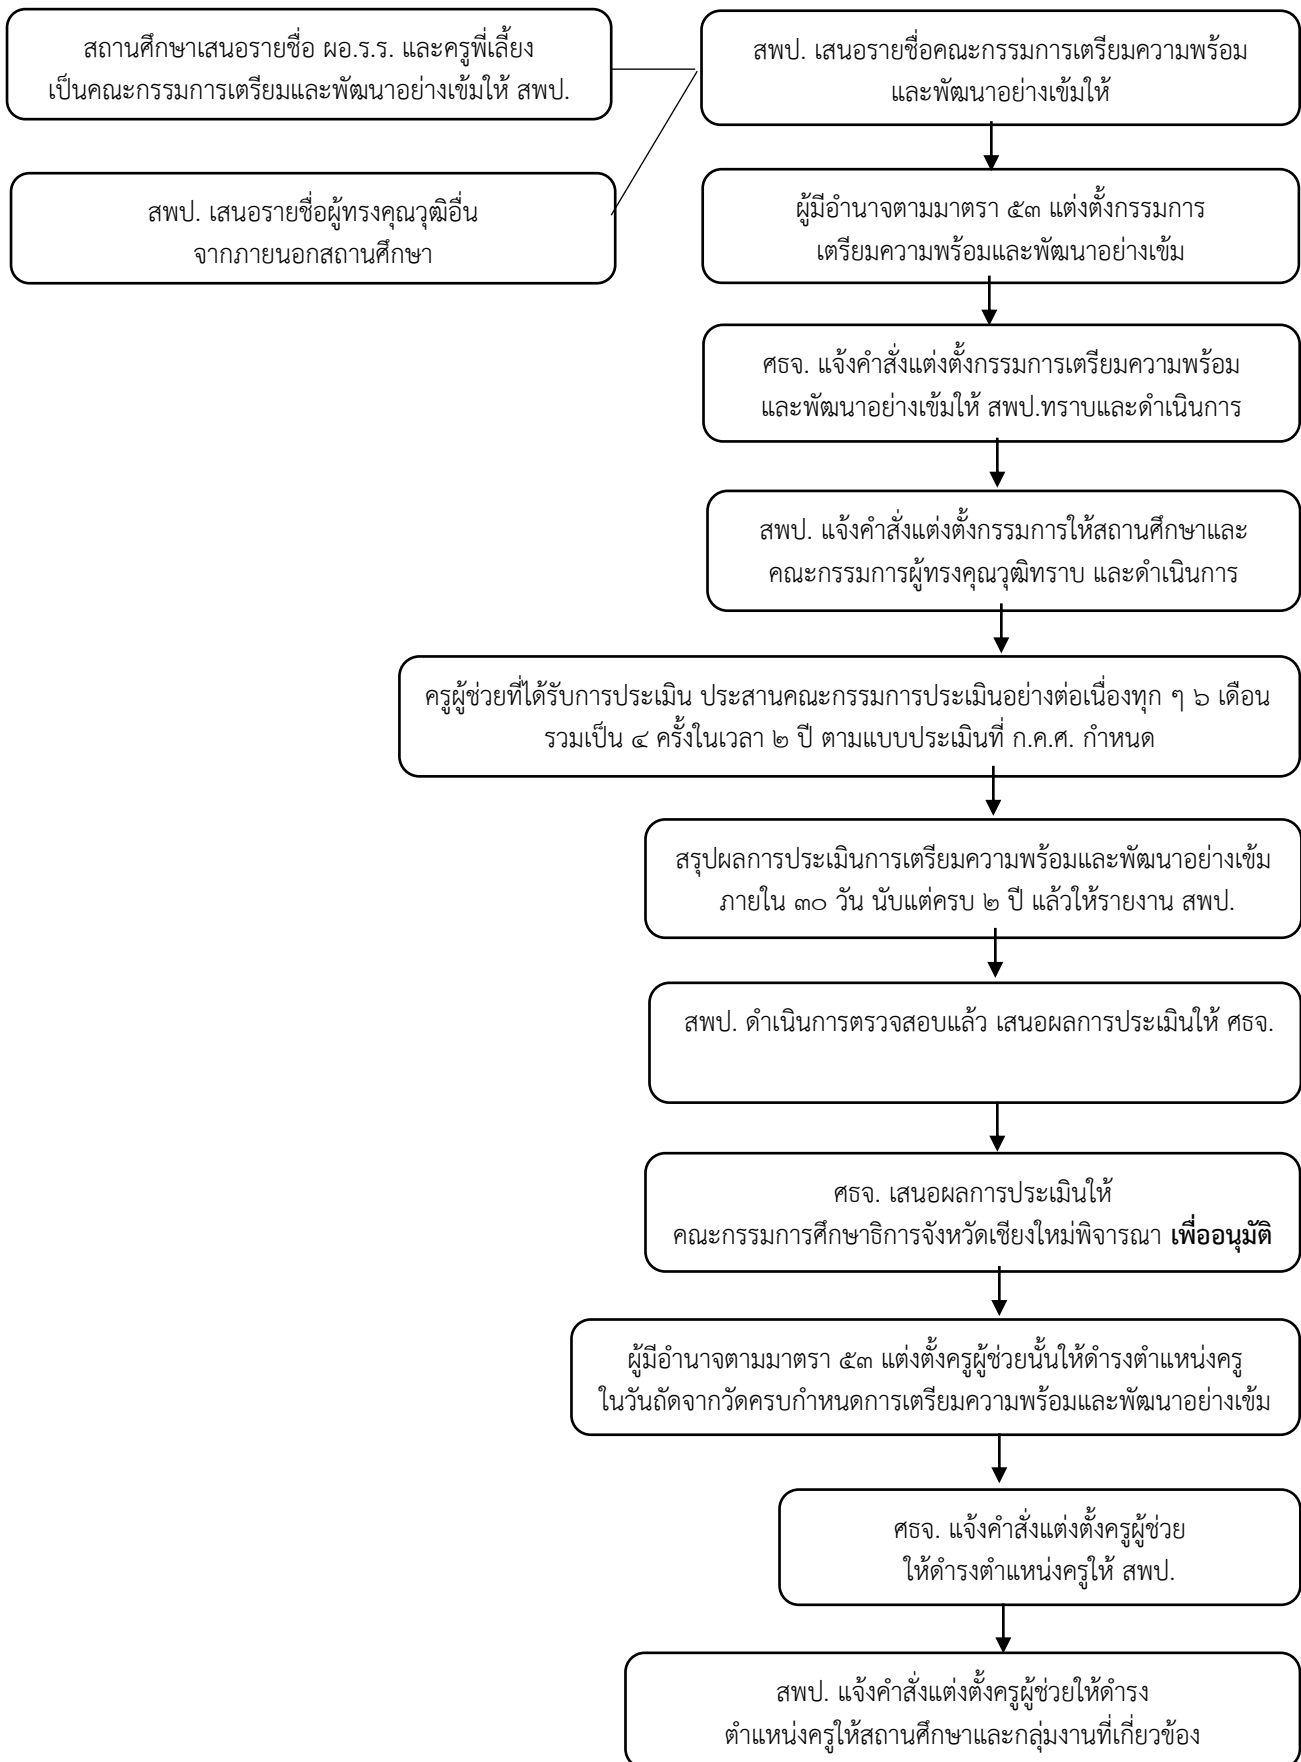 สถานศึกษาเสนอรายชื่อ ผอ.ร.ร. และครูพี่เลี้ยง
เป็นคณะกรรมการเตรียมและพัฒนาอย่างเข้มให้ สพป.
สพป. เสนอรายชื่อผู้ทรงคุณวุฒิอื่น
จากภายนอกสถานศึกษา
สพป. เสนอรายชื่อคณะกรรมการเตรียมความพร้อม
และพัฒนาอย่างเข้มให้
ผู้มีอำนาจตามมาตรา ๕๓ แต่งตั้งกรรมการ
เตรียมความพร้อมและพัฒนาอย่างเข้ม
ศธจ. แจ้งคำสั่งแต่งตั้งกรรมการเตรียมความพร้อม
และพัฒนาอย่างเข้มให้ สพป.ทราบและดำเนินการ
สพป. แจ้งคำสั่งแต่งตั้งกรรมการให้สถานศึกษาและ
คณะกรรมการผู้ทรงคุณวุฒิทราบ และดำเนินการ
ครูผู้ช่วยที่ได้รับการประเมิน ประสานคณะกรรมการประเมินอย่างต่อเนื่องทุก ๆ ๖ เดือน
รวมเป็น ๔ ครั้งในเวลา ๒ ปี ตามแบบประเมินที่ ก.ค.ศ. กำหนด
สรุปผลการประเมินการเตรียมความพร้อมและพัฒนาอย่างเข้ม
ภายใน ๓๐ วัน นับแต่ครบ ๒ ปี แล้วให้รายงาน สพป.
สพป. ดำเนินการตรวจสอบแล้ว เสนอผลการประเมินให้ ศธจ.
ศธจ. เสนอผลการประเมินให้
คณะกรรมการศึกษาธิการจังหวัดเชียงใหม่พิจารณา เพื่ออนุมัติ
ผู้มีอำนาจตามมาตรา ๕๓ แต่งตั้งครูผู้ช่วยนั้นให้ดำรงตำแหน่งครู
ในวันถัดจากวัดครบกำหนดการเตรียมความพร้อมและพัฒนาอย่างเข้ม
ศธจ. แจ้งคำสั่งแต่งตั้งครูผู้ช่วย
ให้ดำรงตำแหน่งครูให้ สพป.
สพป. แจ้งคำสั่งแต่งตั้งครูผู้ช่วยให้ดำรง
ตำแหน่งครูให้สถานศึกษาและกลุ่มงานที่เกี่ยวข้อง